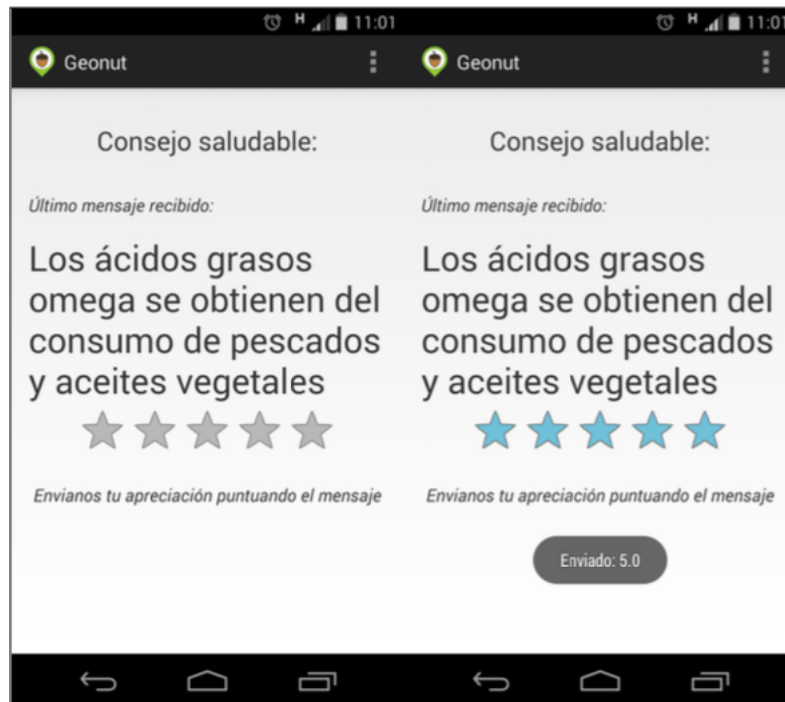 H 11:01
Geonut
Consejo saludable:
Último mensaje recibido:
Los ácidos grasos
omega se obtienen del
consumo de pescados
y aceites vegetales
Envianos tu apreciación puntuando el mensaje
H 11:01
Geonut
Consejo saludable:
Último mensaje recibido:
Los ácidos grasos
omega se obtienen del
consumo de pescados
y aceites vegetales
Envianos tu apreciación puntuando el mensaje
Enviado: 5.0